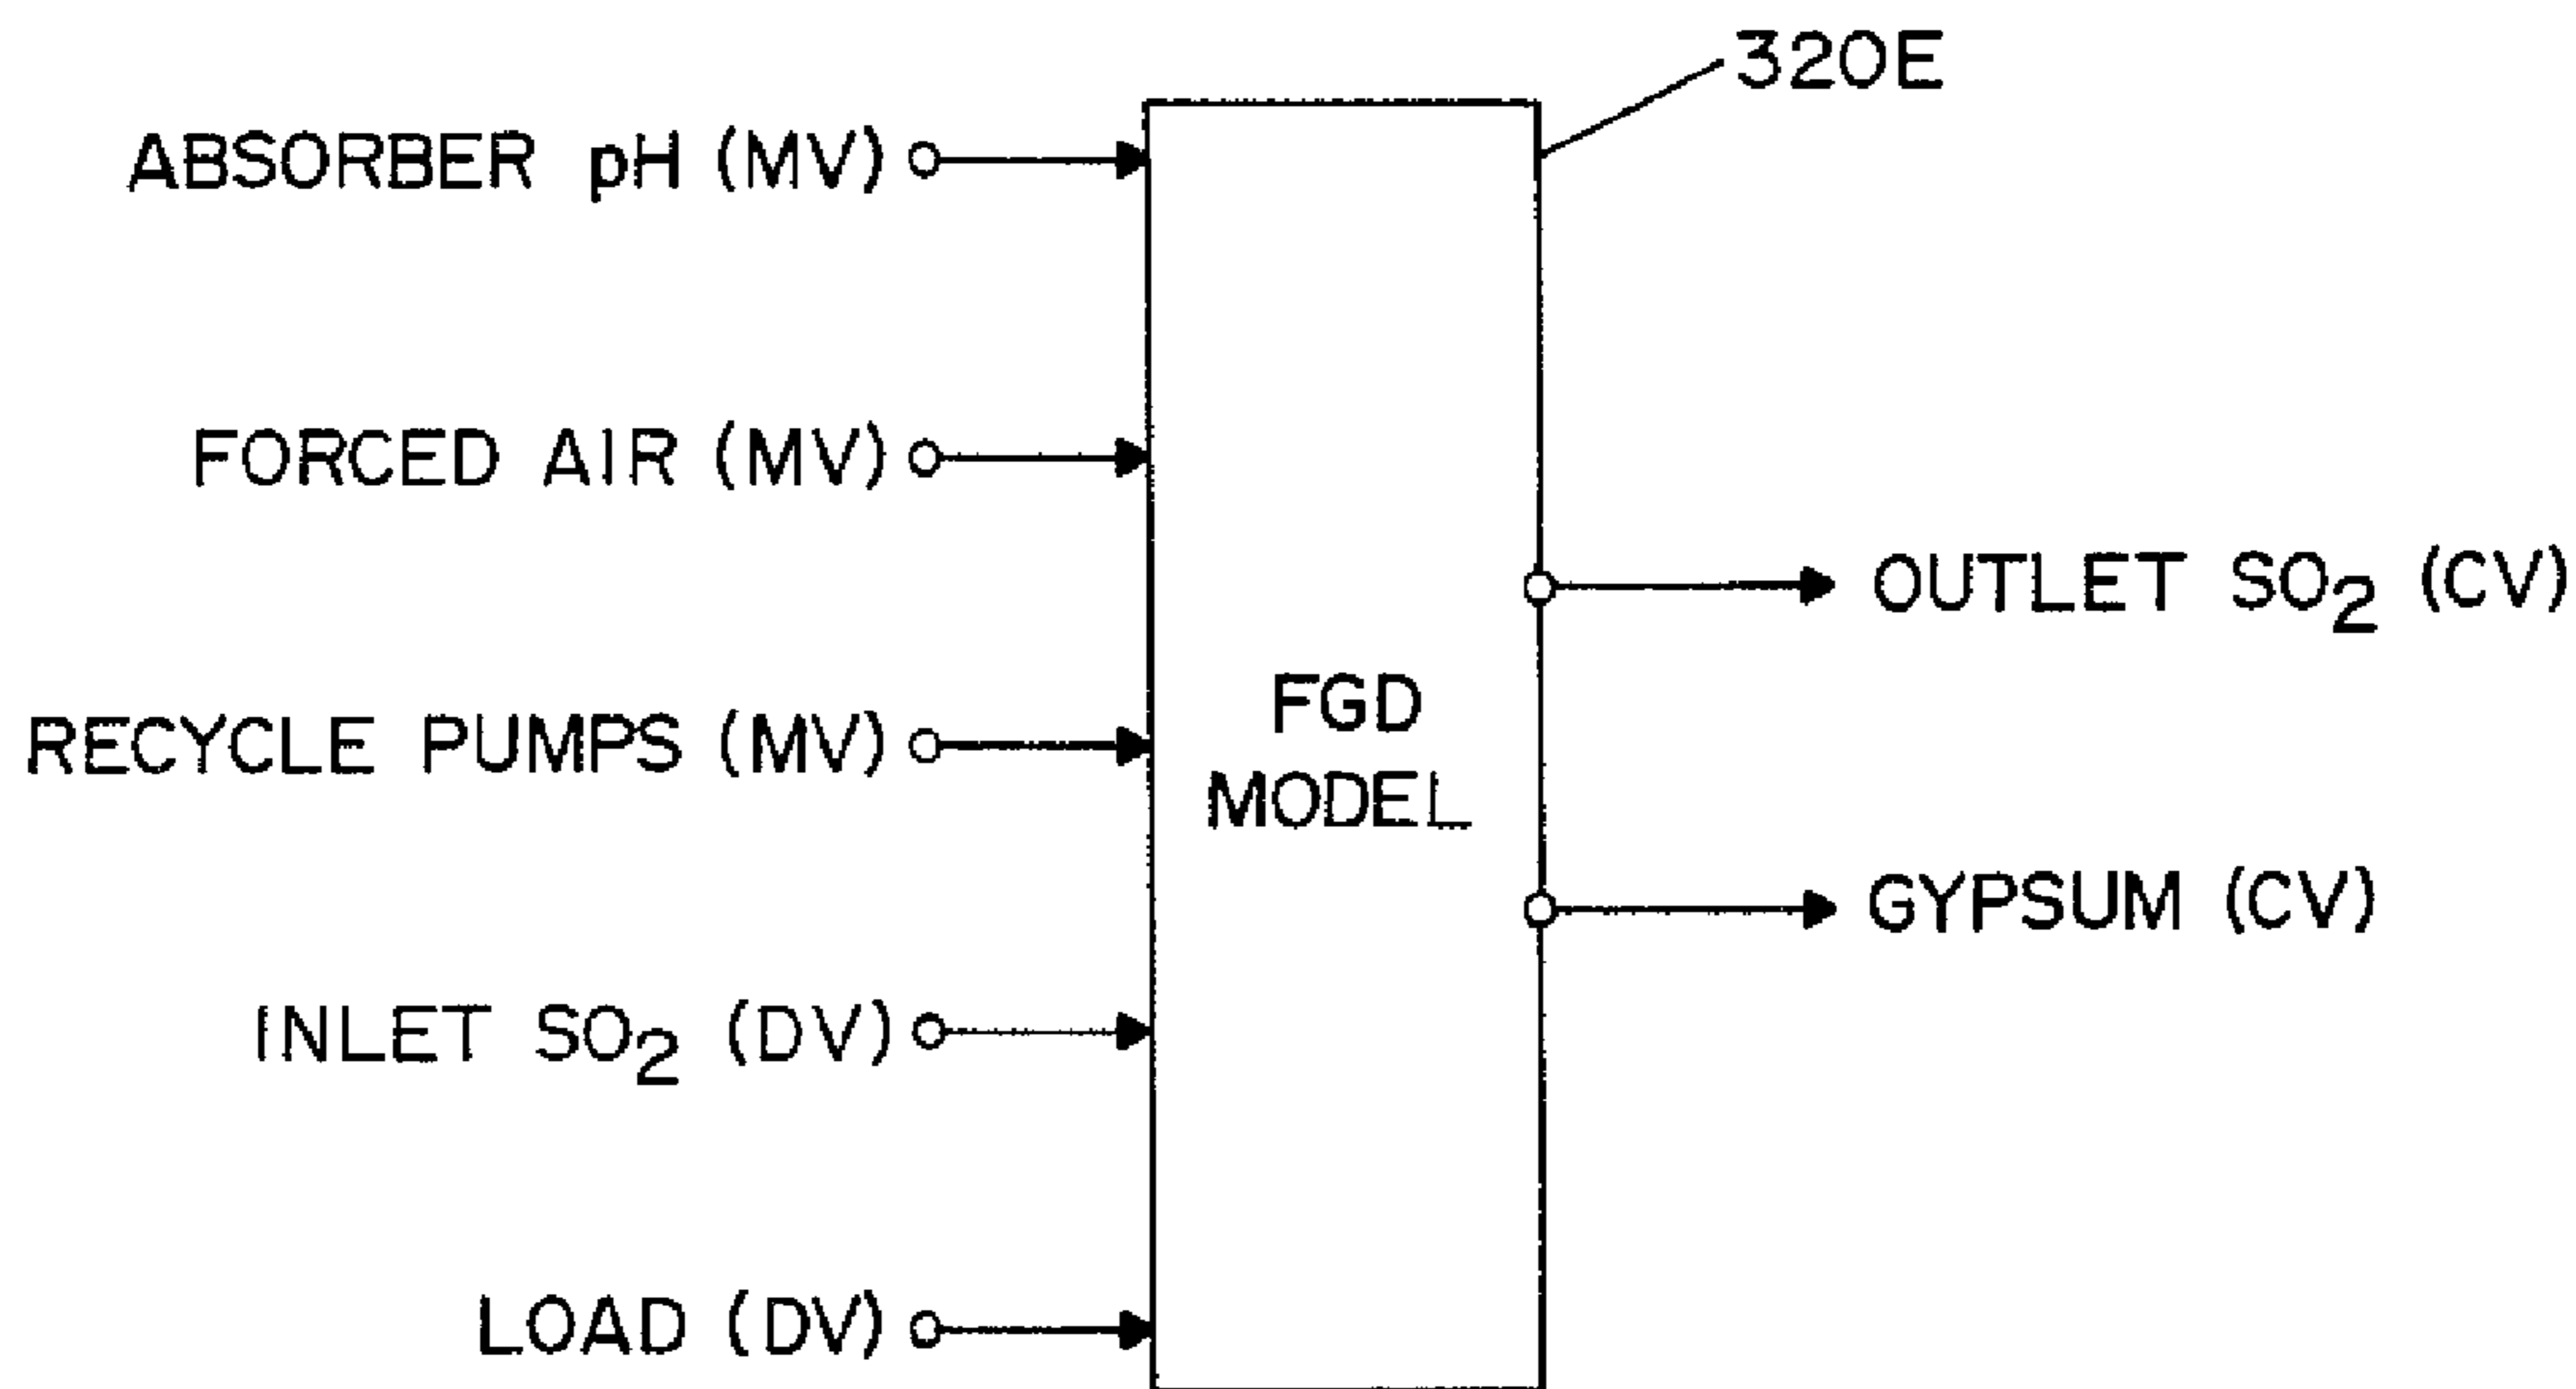 320E
ABSORBER pH (MV)
FORCED AIR (MV)
RECYCLE PUMPS (MV)
INLET SO2 (DV)
LOAD (DV)
FGD
MODEL
OUTLET SO2 (CV)
GYPSUM (CV)